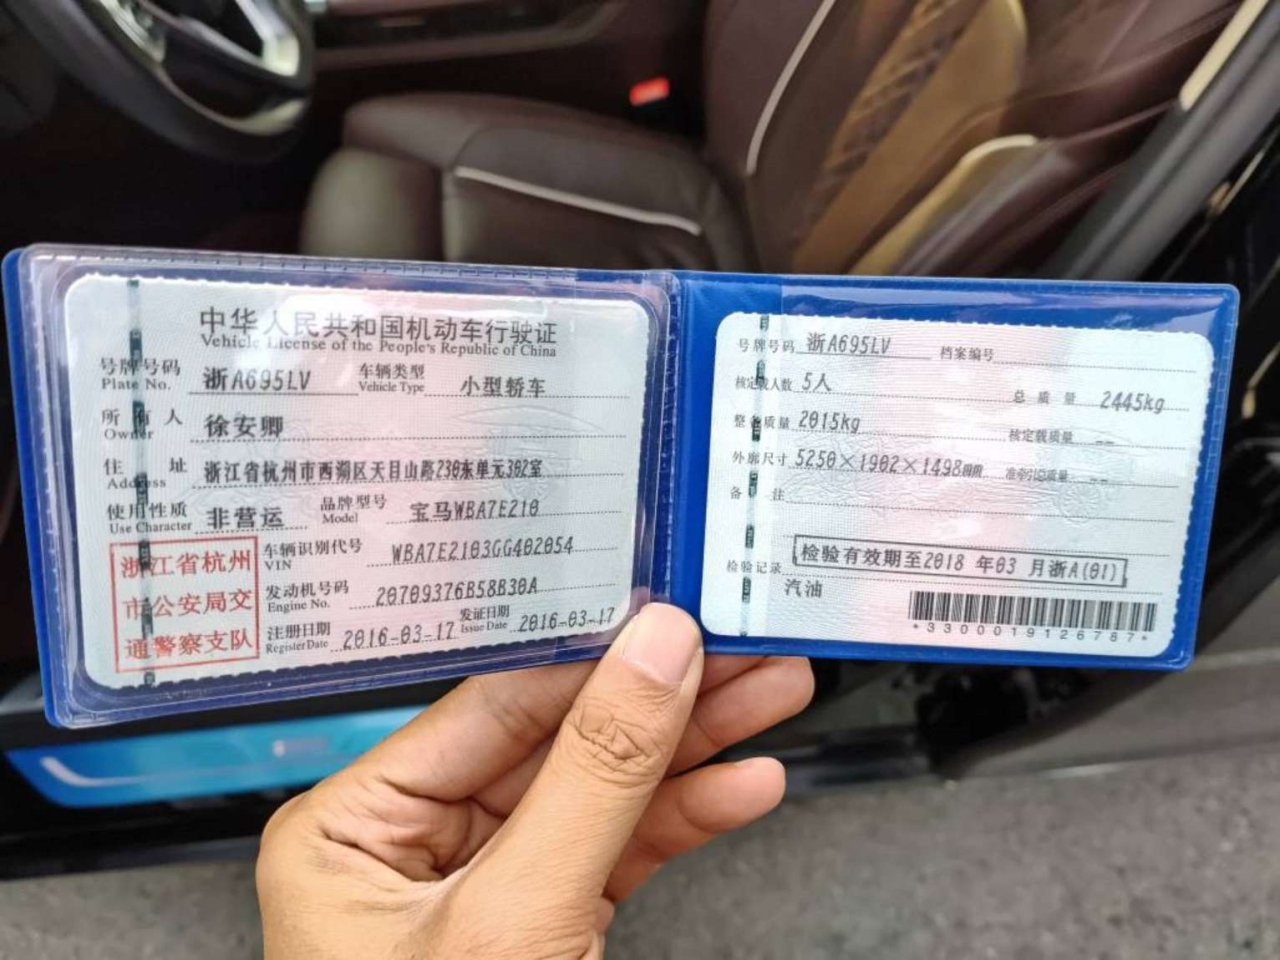 中华人民共和国机动车行驶证
Vehicle License of the People's Republic of China
号牌号码 Plate No. 浙A695LV 车辆类型 Vehicle Type 小型轿车
所有人 Owner 徐安卿
住址 Address 浙江省杭州市西湖区天目山路230东单元302室
使用性质 Use Character 非营运 品牌型号 Model 宝马WBA7E210
浙江省杭州
市公安局交
通警察支队
车辆识别代号 VIN WBA7E2103GG402054
发动机号码 Engine No. 20709376B58B30A
注册日期 Register Date 2016-03-17 发证日期 Issue Date 2016-03-17
号牌号码 浙A695LV 档案编号
核定载人数 5人 总质量 2445kg
整备质量 2015kg 核定载质量 --
外廓尺寸 5250×1902×1498mm 准牵引总质量 --
备注
检验记录 检验有效期至2018年03月浙A(01)
汽油
*3300019126787*